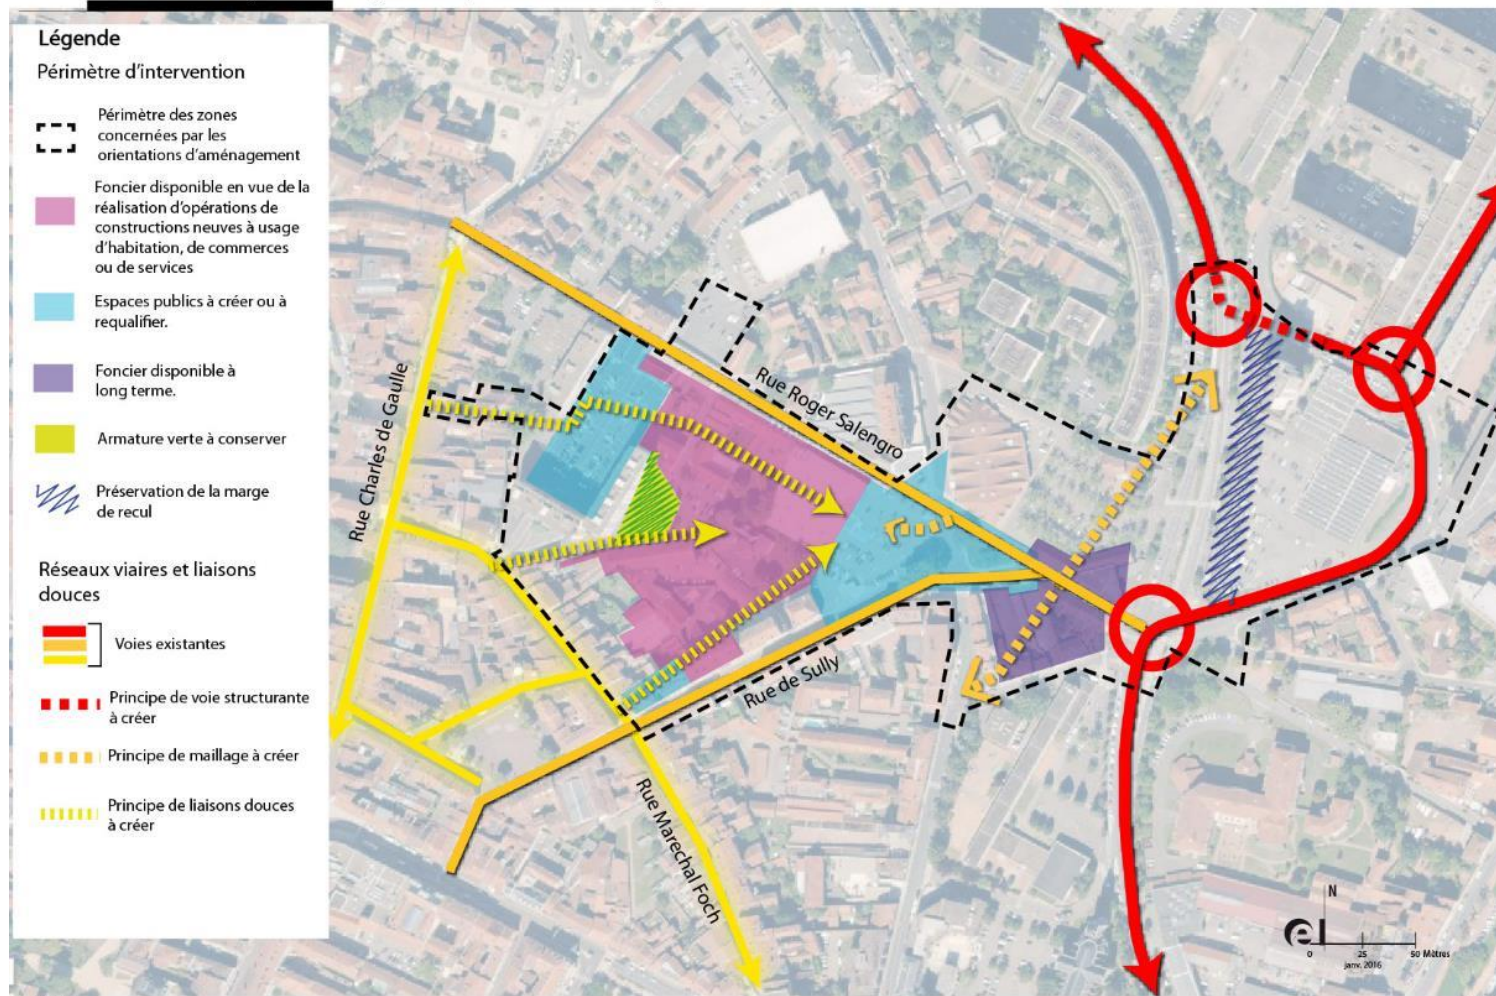 Légende
Périmètre d'intervention
Périmètre des zones
concernées par les
orientations d'aménagement
Foncier disponible en vue de la
réalisation d'opérations de
constructions neuves à usage
d'habitation, de commerces
ou de services
Espaces publics à créer ou à
requalifier.
Foncier disponible à
long terme.
Armature verte à conserver
Préservation de la marge
de recul
Réseaux viaires et liaisons
douces
Voies existantes
Principe de voie structurante
à créer
Principe de maillage à créer
Principe de liaisons douces
à créer
Rue Charles de Gaulle
Rue Roger Salengro
Rue de Sully
Rue Marechal Foch
N
el
0 25 50 Mètres
janv. 2016